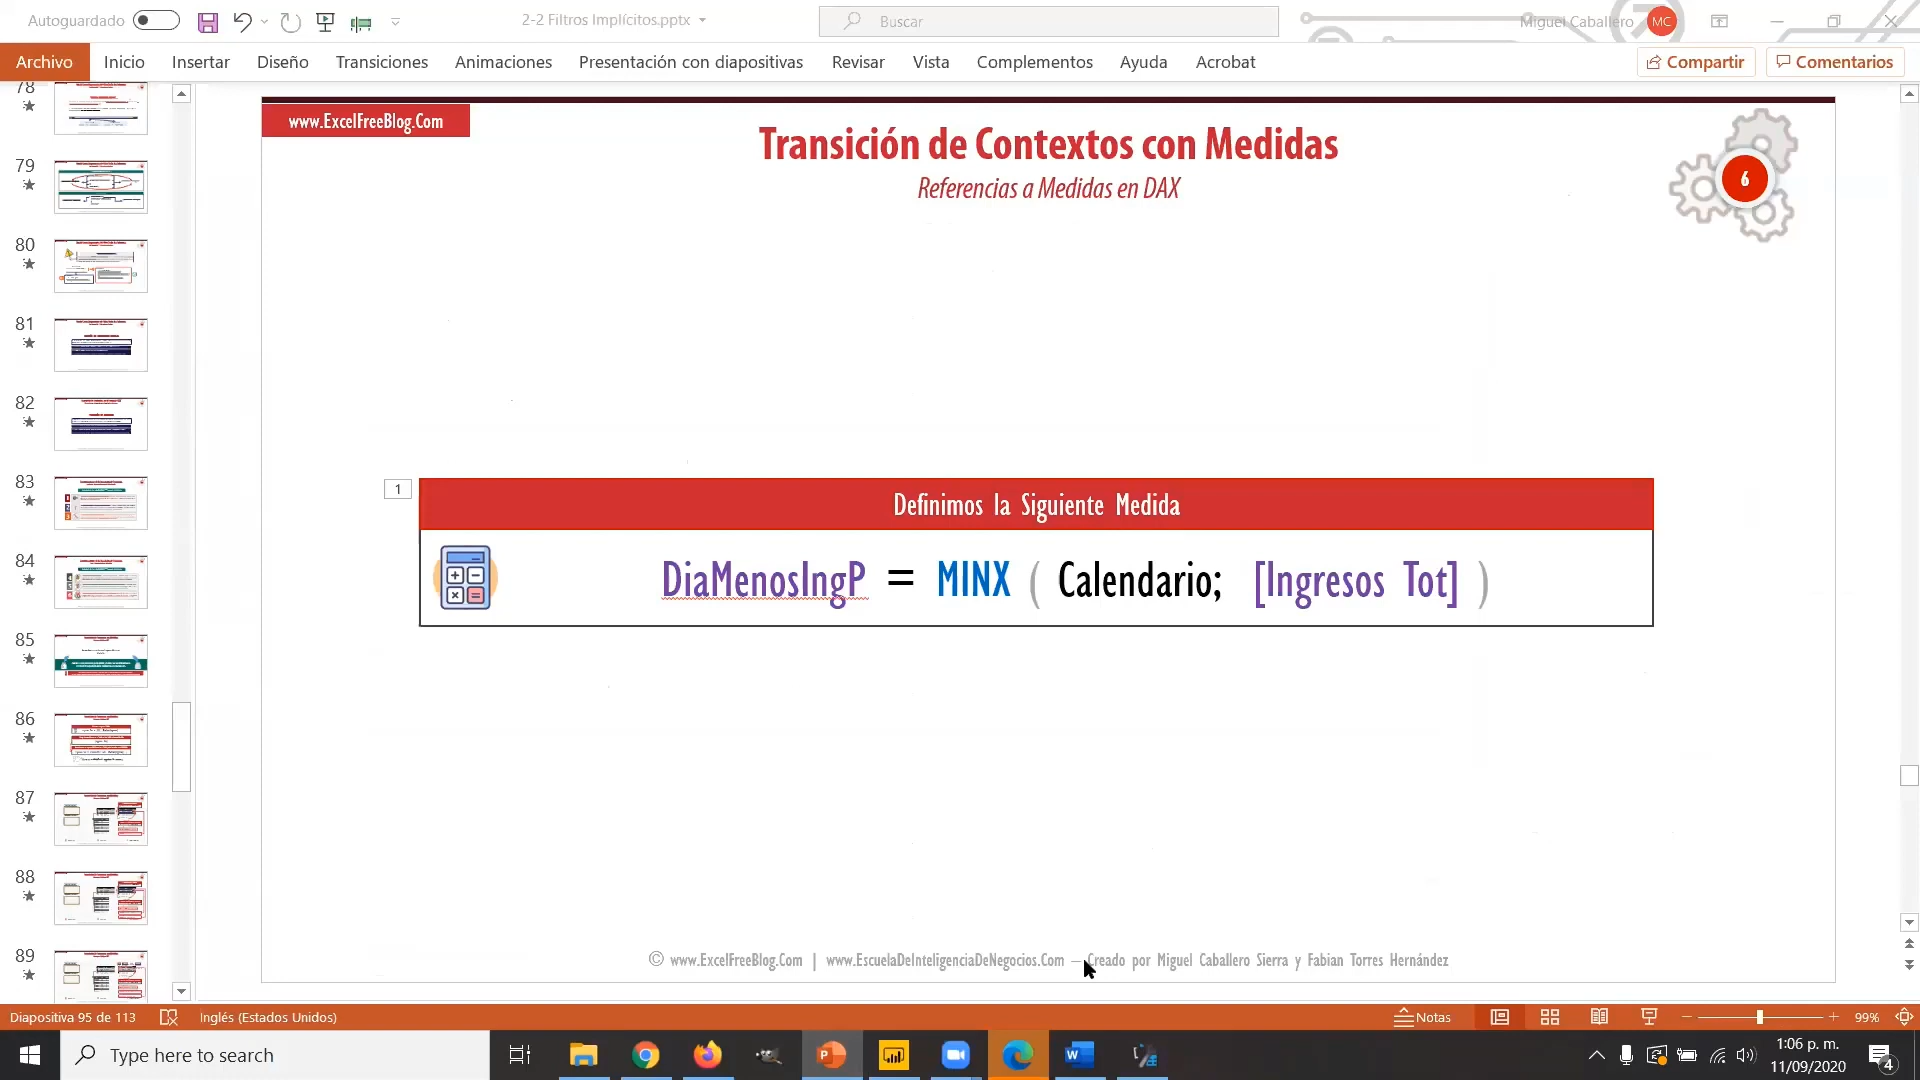 Autoguardado
2-2 Filtros Implícitos.pptx
Buscar
Miguel Caballero
MC
Archivo Inicio Insertar Diseño Transiciones Animaciones Presentación con diapositivas Revisar Vista Complementos Ayuda Acrobat
Compartir Comentarios
78
79
80
81
82
83
84
85
86
87
88
89
www.ExcelFreeBlog.Com
Transición de Contextos con Medidas
Referencias a Medidas en DAX
6
1
Definimos la Siguiente Medida
DiaMenosIngP = MINX ( Calendario; [Ingresos Tot] )
© www.ExcelFreeBlog.Com | www.EscuelaDeInteligenciaDeNegocios.Com – Creado por Miguel Caballero Sierra y Fabian Torres Hernández
Diapositiva 95 de 113 Inglés (Estados Unidos) Notas 99%
Type here to search
1:06 p. m.
11/09/2020
4